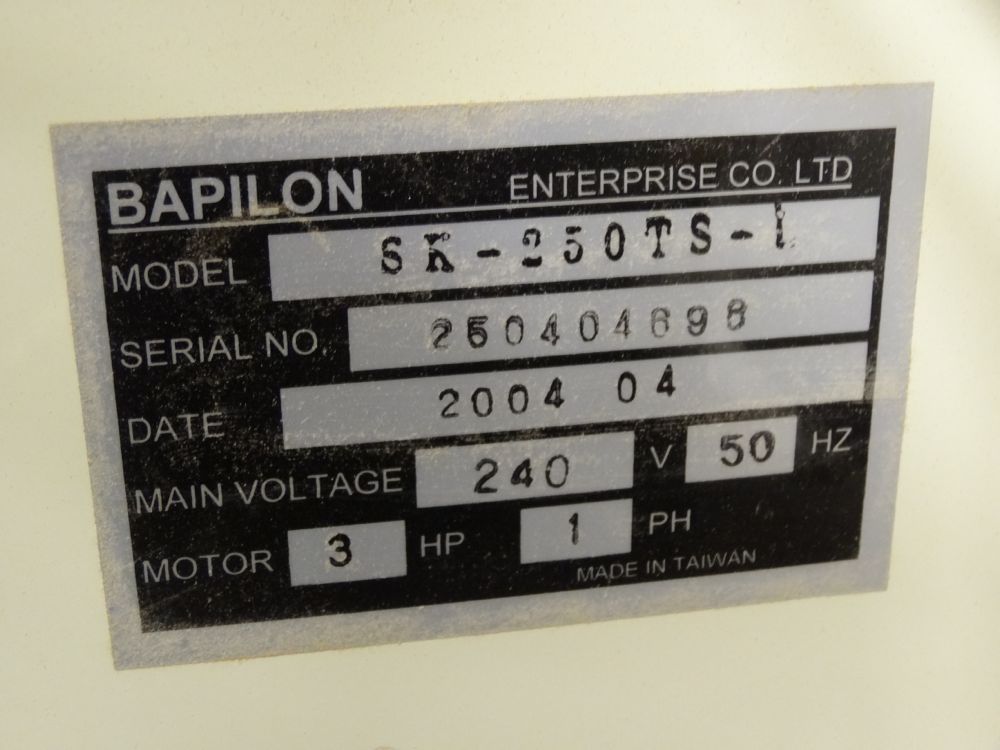 BAPILON ENTERPRISE CO. LTD
MODEL SK-250TS-1
SERIAL NO. 250404698
DATE 2004 04
MAIN VOLTAGE 240 V 50 HZ
MOTOR 3 HP 1 PH
MADE IN TAIWAN